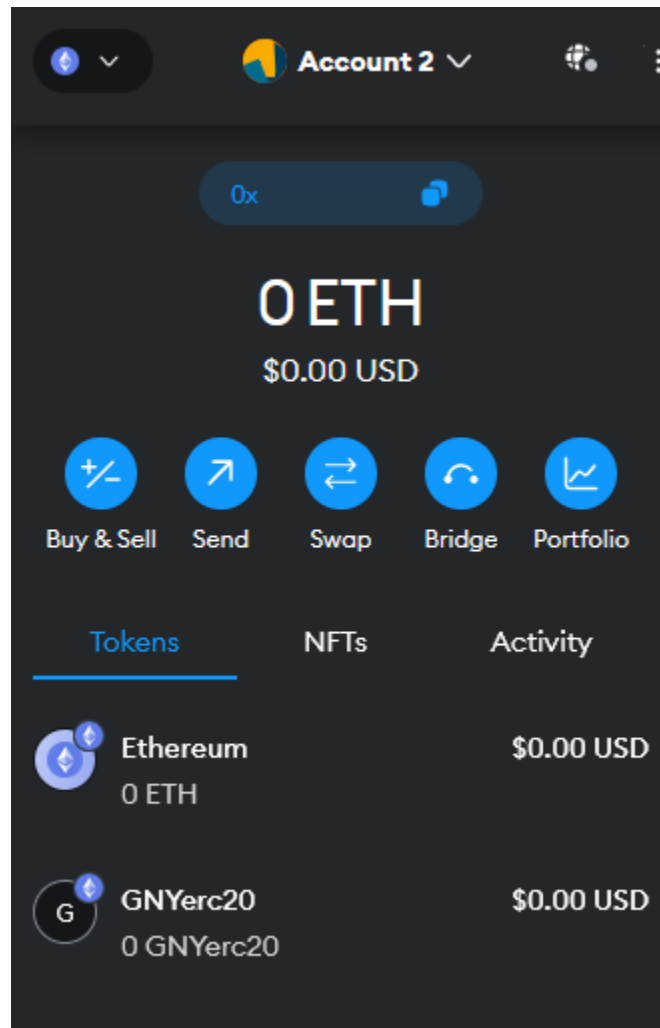 Account 2
0x
0 ETH
$0.00 USD
+/-
Buy & Sell Send Swap Bridge Portfolio
Tokens NFTs Activity
Ethereum $0.00 USD
0 ETH
G GNYerc20 $0.00 USD
0 GNYerc20